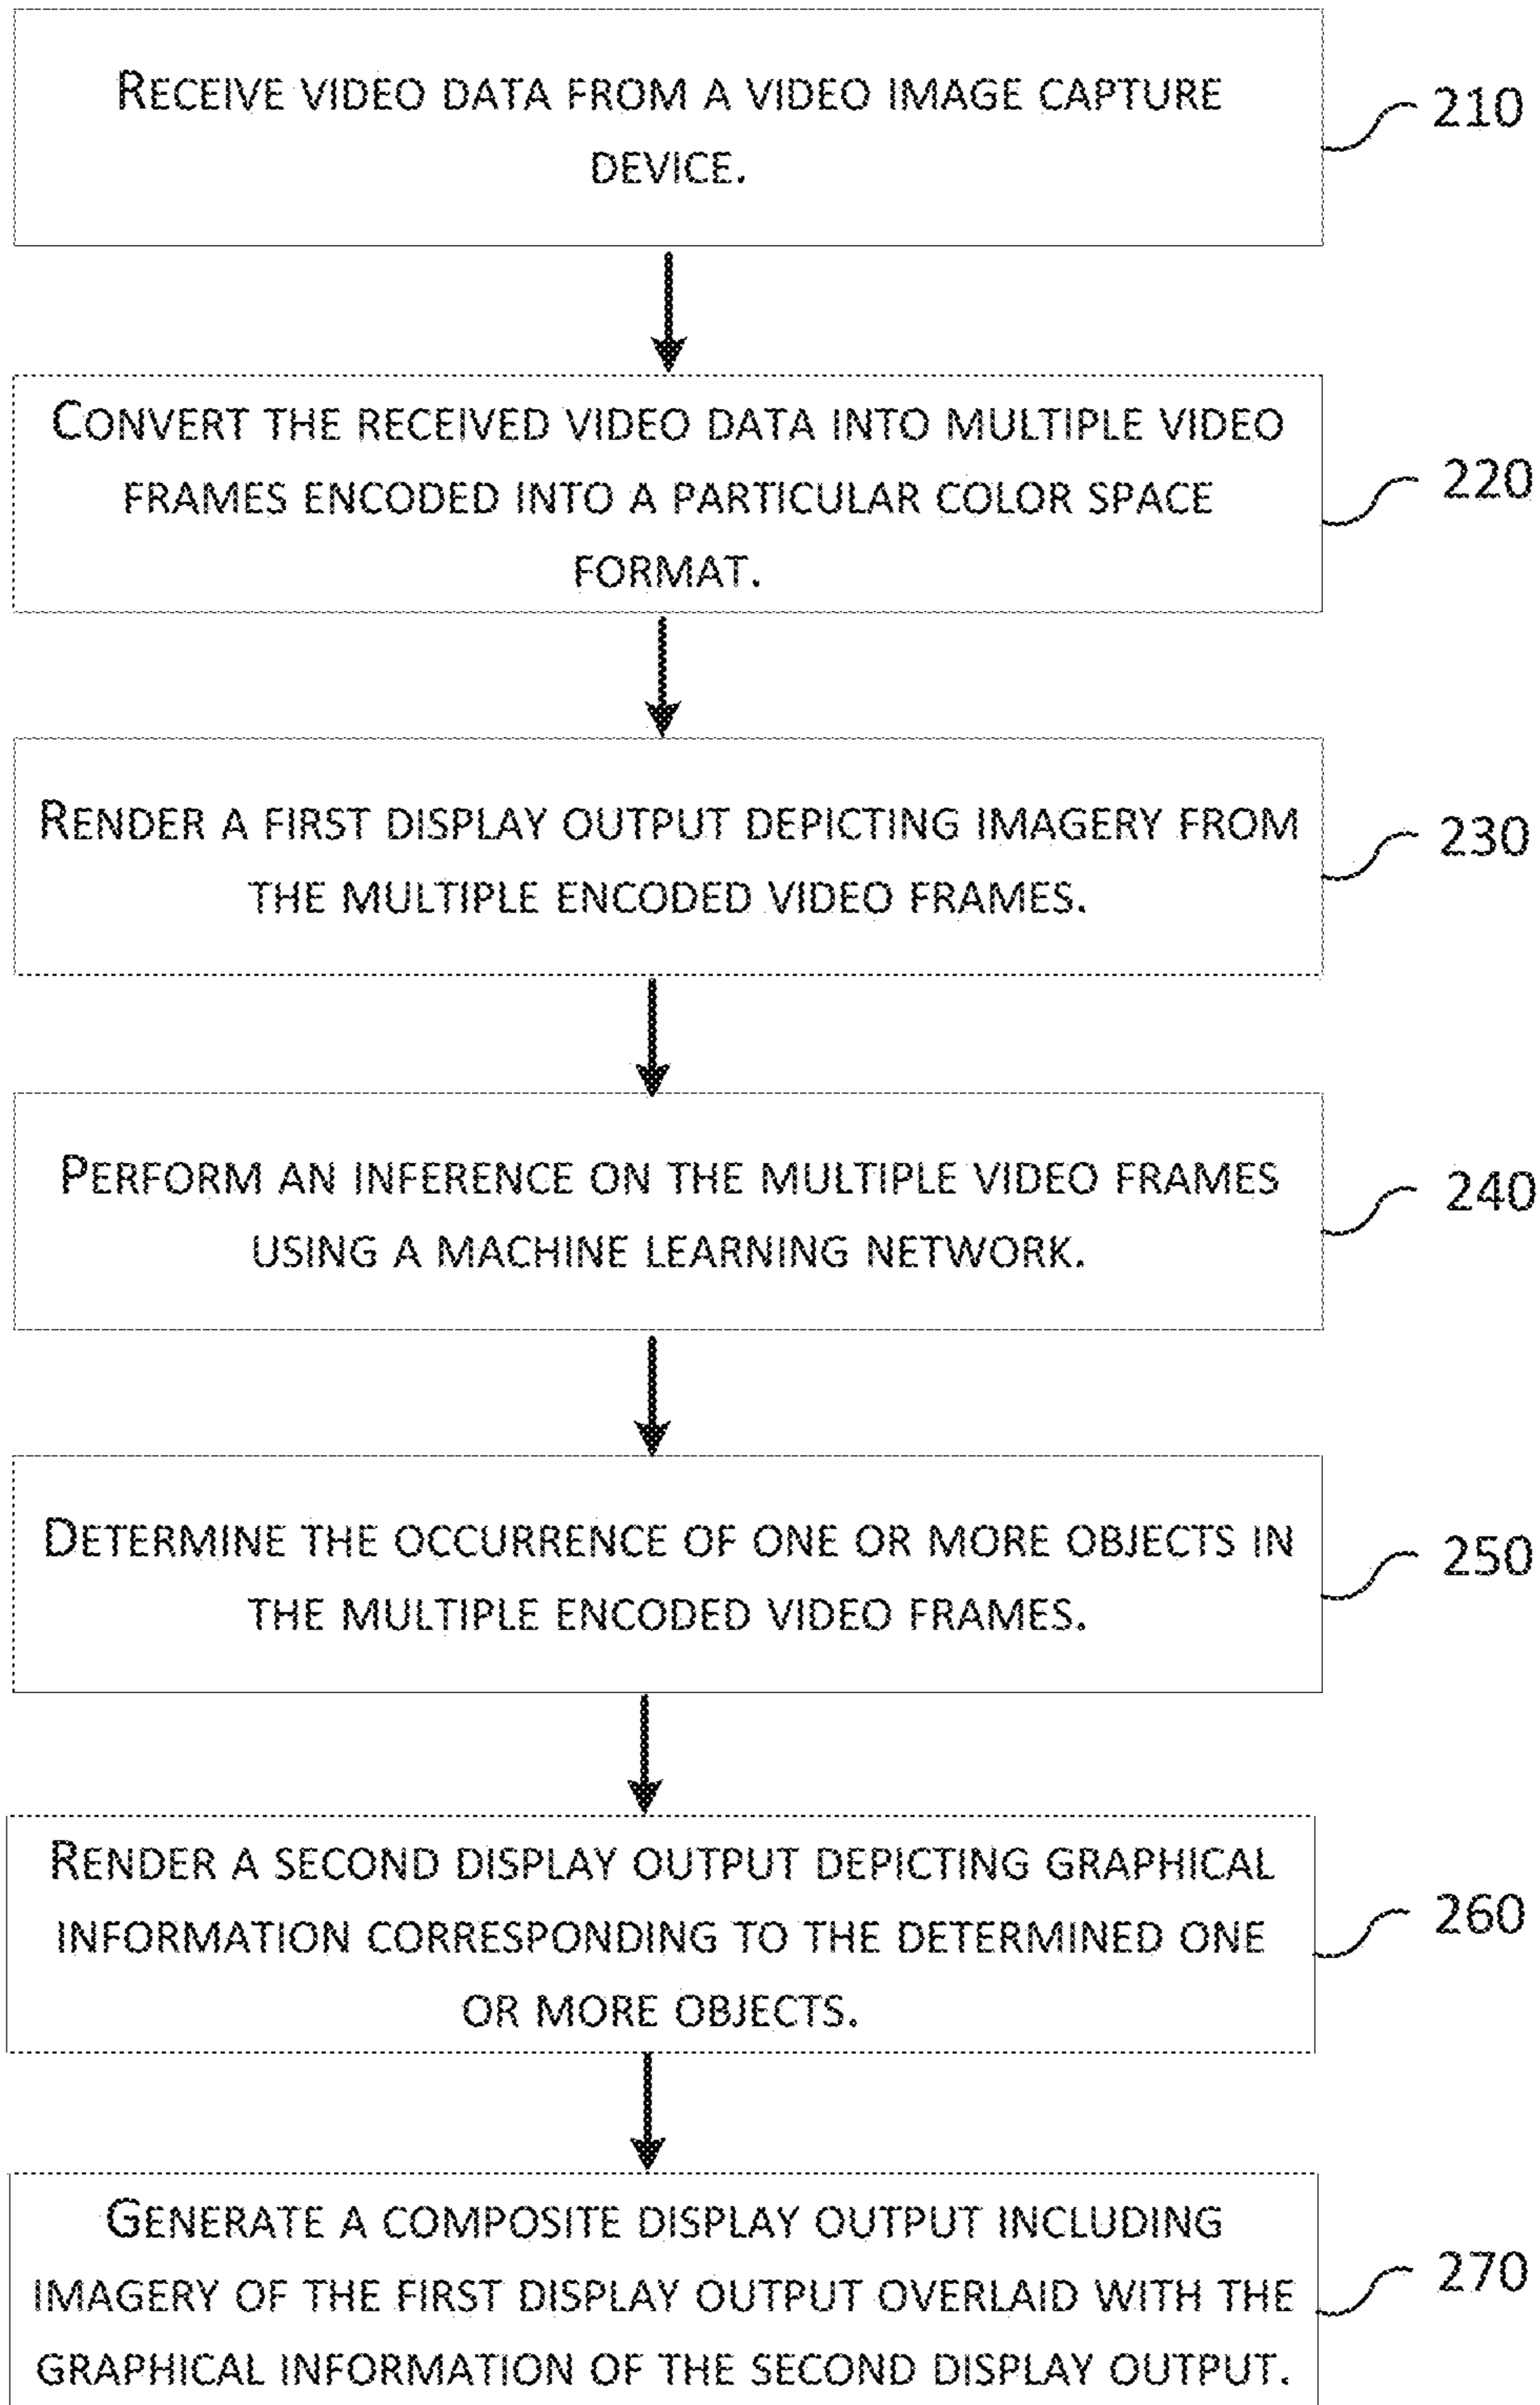 RECEIVE VIDEO DATA FROM A VIDEO IMAGE CAPTURE
DEVICE.
210
CONVERT THE RECEIVED VIDEO DATA INTO MULTIPLE VIDEO
FRAMES ENCODED INTO A PARTICULAR COLOR SPACE
FORMAT.
220
RENDER A FIRST DISPLAY OUTPUT DEPICTING IMAGERY FROM
THE MULTIPLE ENCODED VIDEO FRAMES.
230
PERFORM AN INFERENCE ON THE MULTIPLE VIDEO FRAMES
USING A MACHINE LEARNING NETWORK.
240
DETERMINE THE OCCURRENCE OF ONE OR MORE OBJECTS IN
THE MULTIPLE ENCODED VIDEO FRAMES.
250
RENDER A SECOND DISPLAY OUTPUT DEPICTING GRAPHICAL
INFORMATION CORRESPONDING TO THE DETERMINED ONE
OR MORE OBJECTS.
260
GENERATE A COMPOSITE DISPLAY OUTPUT INCLUDING
IMAGERY OF THE FIRST DISPLAY OUTPUT OVERLAID WITH THE
GRAPHICAL INFORMATION OF THE SECOND DISPLAY OUTPUT.
270